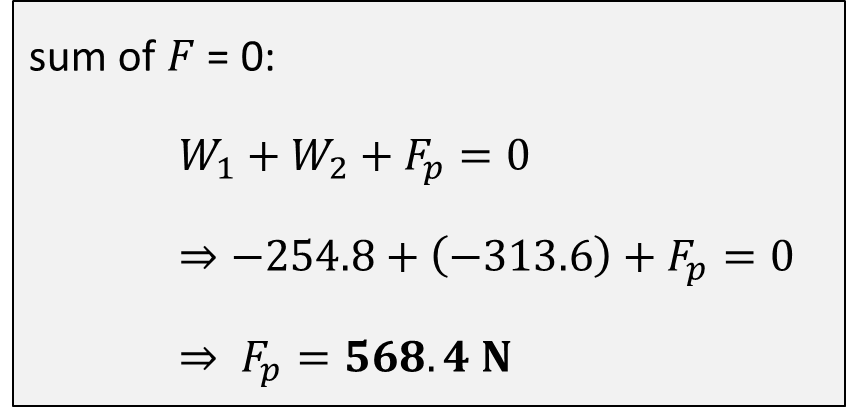 sum of F = 0:
W₁ + W₂ + Fₚ = 0
⇒ −254.8 + (−313.6) + Fₚ = 0
⇒ Fₚ = 568.4 N